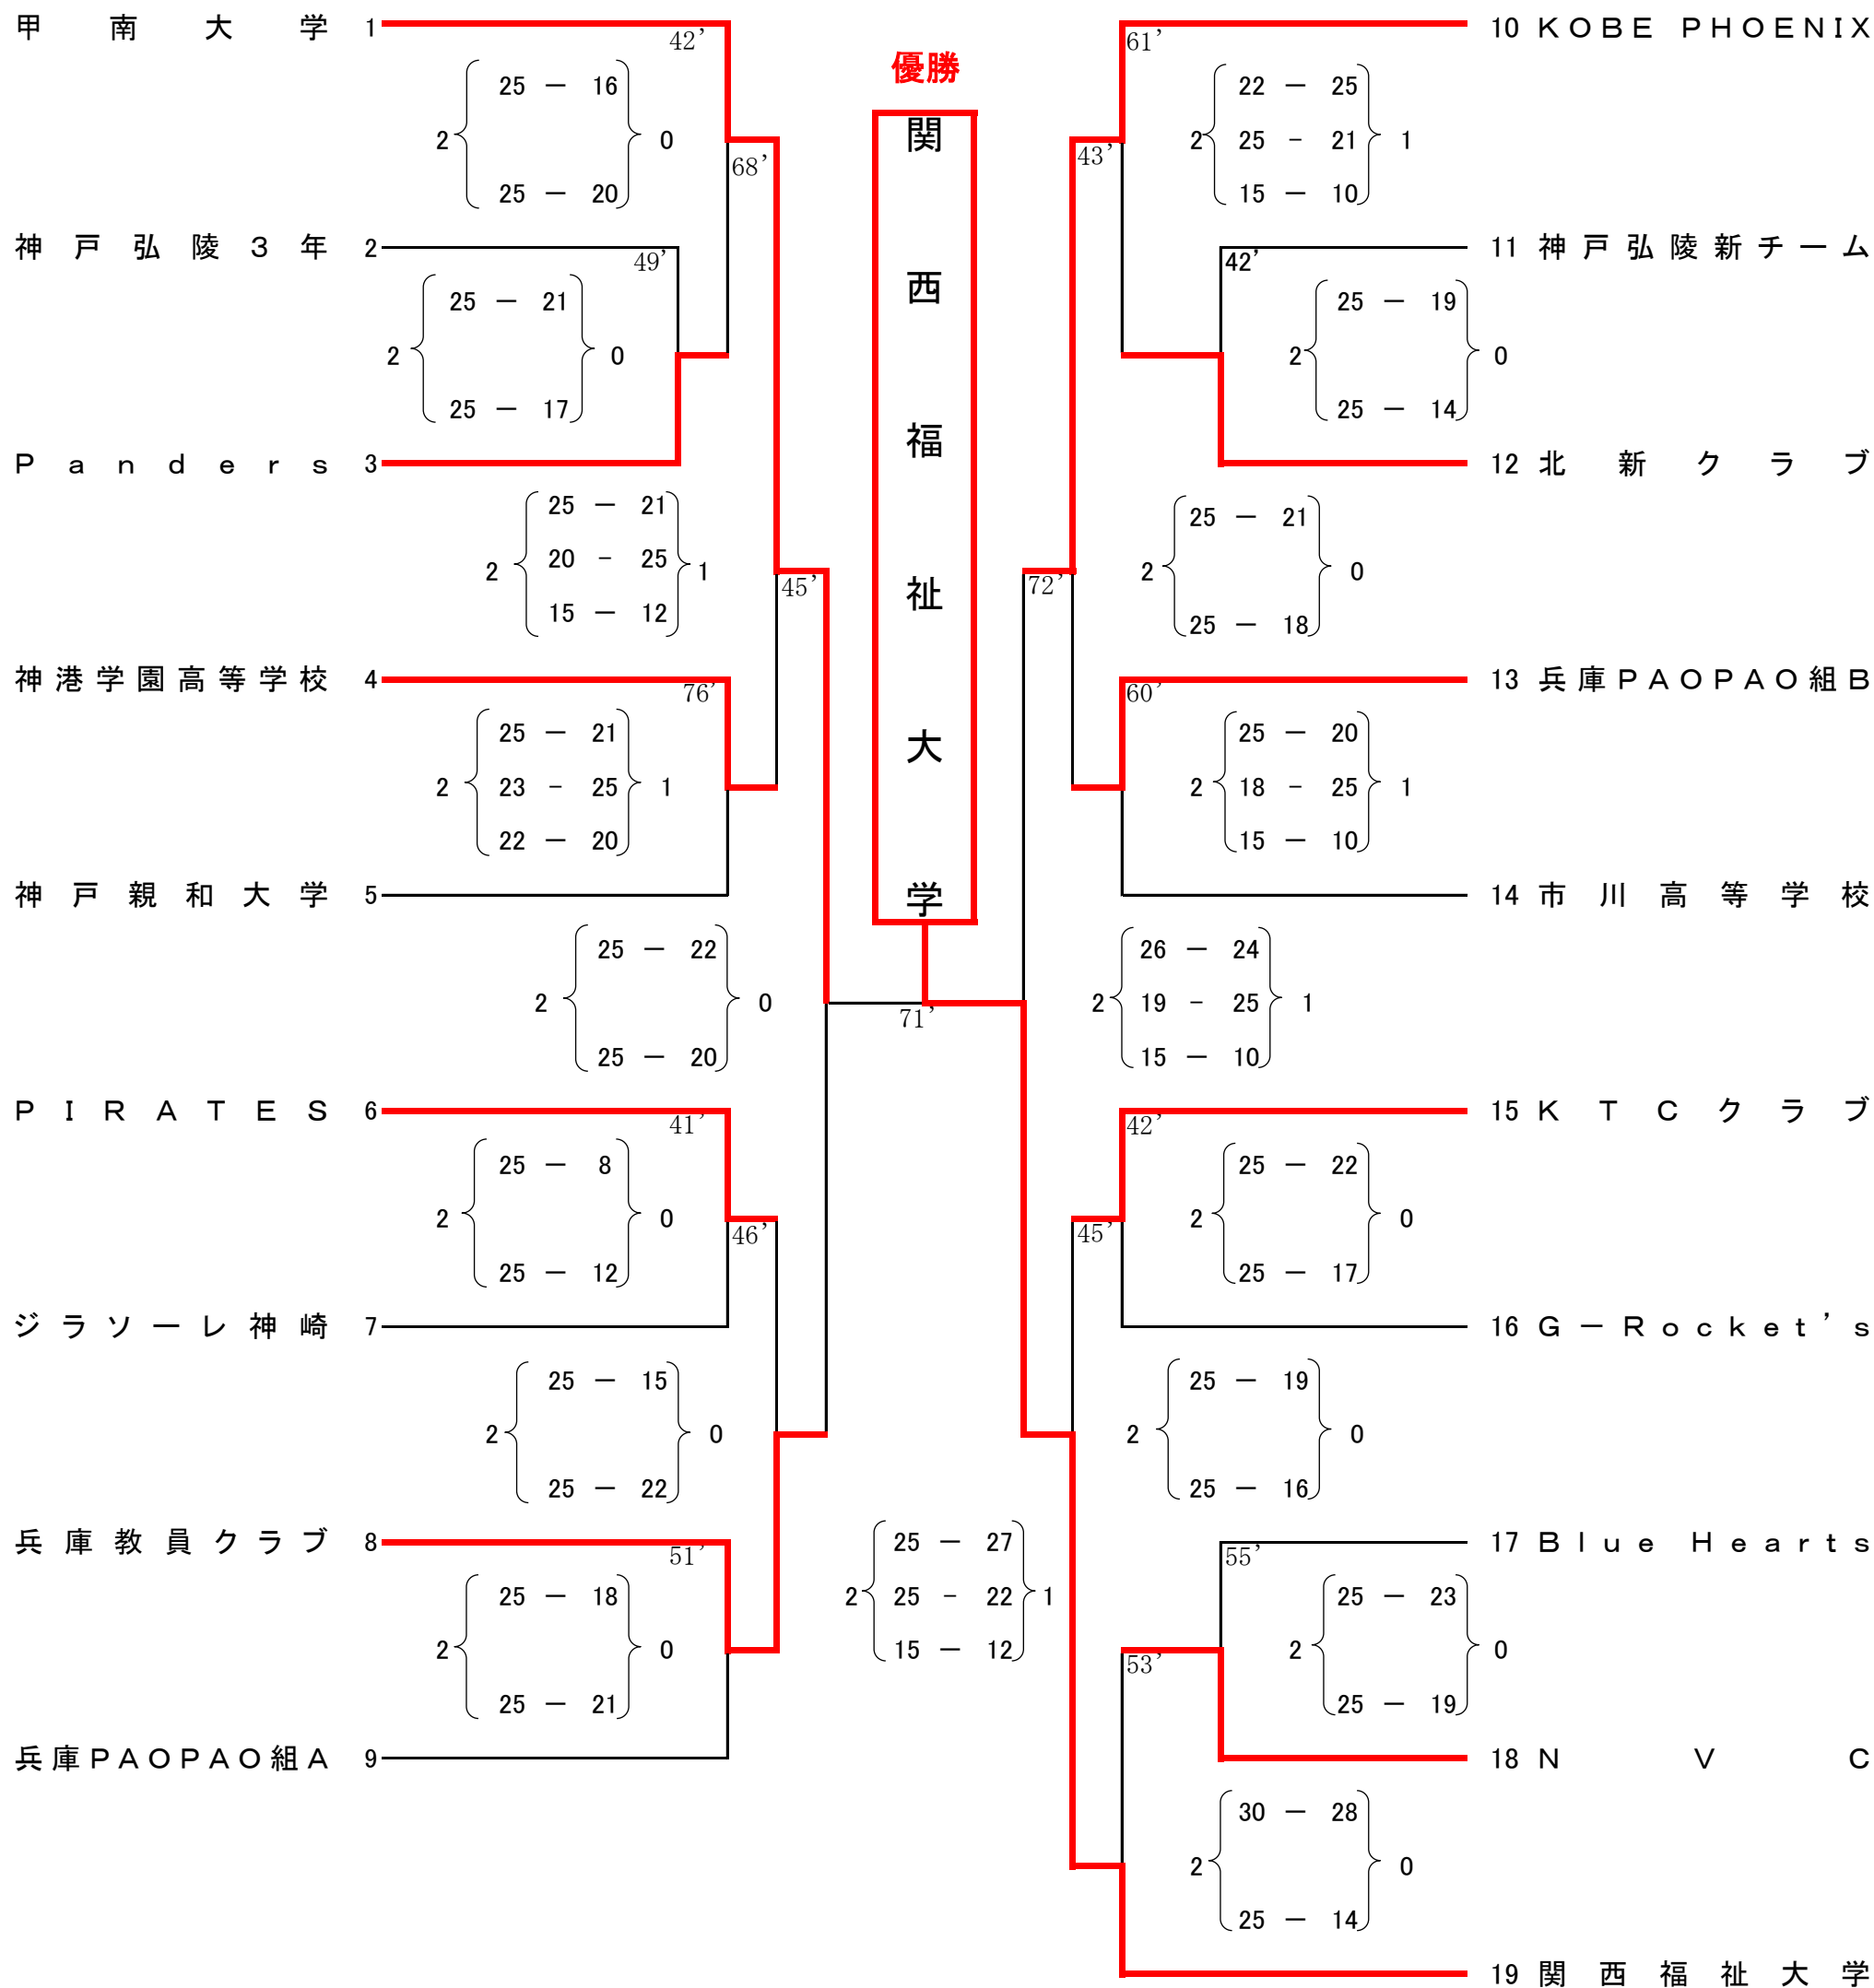 優勝
関西福祉大学
甲南大学 1
42’
25 － 16
2 0
68’
25 － 20
神戸弘陵３年 2
49’
25 － 21
2 0
25 － 17
Ｐａｎｄｅｒｓ 3
25 － 21
20 - 25
2 1
45’
15 － 12
神港学園高等学校 4
76’
25 － 21
2 23 - 25 1
22 － 20
神戸親和大学 5
25 － 22
2 0
71’
25 － 20
ＰＩＲＡＴＥＳ 6
41’
25 － 8
2 0
46’
25 － 12
ジラソーレ神崎 7
25 － 15
2 0
25 － 22
兵庫教員クラブ 8
51’
25 － 18
2 0
25 － 21
兵庫ＰＡＯＰＡＯ組Ａ 9
25 － 27
2 25 - 22 1
15 － 12
10 ＫＯＢＥ ＰＨＯＥＮＩＸ
61’
22 － 25
2 25 - 21 1
43’
15 － 10
11 神戸弘陵新チーム
42’
25 － 19
2 0
25 － 14
12 北新クラブ
25 － 21
2 0
72’
25 － 18
13 兵庫ＰＡＯＰＡＯ組Ｂ
60’
25 － 20
2 18 - 25 1
15 － 10
14 市川高等学校
26 － 24
2 19 - 25 1
15 － 10
15 ＫＴＣクラブ
42’
25 － 22
2 0
45’
25 － 17
16 Ｇ－Ｒｏｃｋｅｔ’ｓ
25 － 19
2 0
25 － 16
17 Ｂｌｕｅ Ｈｅａｒｔｓ
55’
25 － 23
2 0
53’
25 － 19
18 ＮＶＣ
30 － 28
2 0
25 － 14
19 関西福祉大学